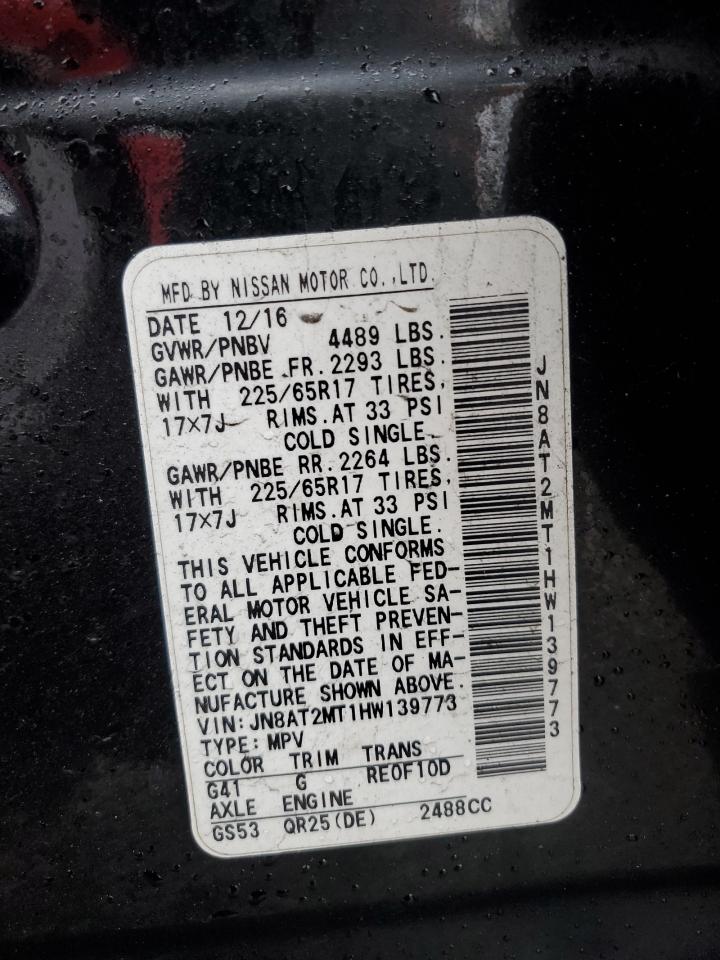 MFD BY NISSAN MOTOR CO.,LTD.
DATE 12/16
GVWR/PNBV 4489 LBS.
GAWR/PNBE FR. 2293 LBS.
WITH 225/65R17 TIRES,
17×7J RIMS.AT 33 PSI
COLD SINGLE.
GAWR/PNBE RR. 2264 LBS.
WITH 225/65R17 TIRES,
17×7J RIMS.AT 33 PSI
COLD SINGLE.
THIS VEHICLE CONFORMS
TO ALL APPLICABLE FED-
ERAL MOTOR VEHICLE SA-
FETY AND THEFT PREVEN-
TION STANDARDS IN EFF-
ECT ON THE DATE OF MA-
NUFACTURE SHOWN ABOVE.
VIN:JN8AT2MT1HW139773
TYPE:MPV
COLOR TRIM TRANS
G41 G RE0F10D
AXLE ENGINE
GS53 QR25(DE) 2488CC
JN8AT2MT1HW139773